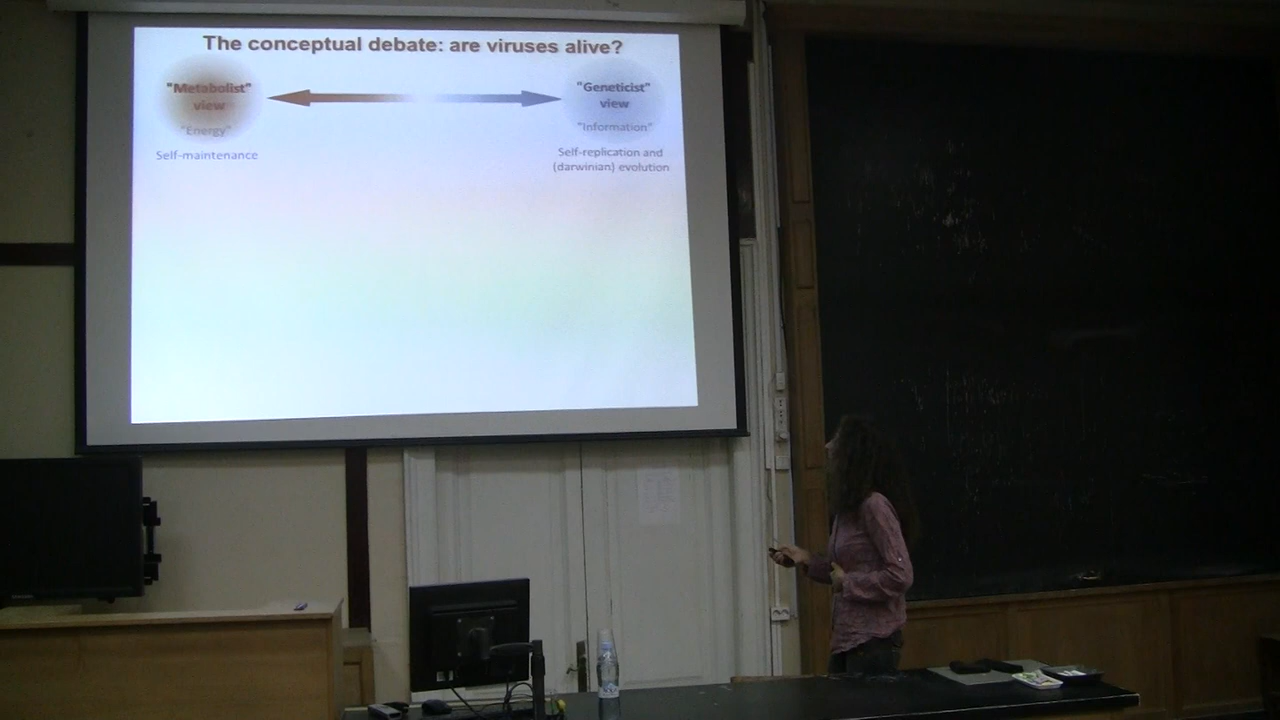 The conceptual debate: are viruses alive?
"Metabolist"
view
"Energy"
Self-maintenance
"Geneticist"
view
"Information"
Self-replication and
(darwinian) evolution